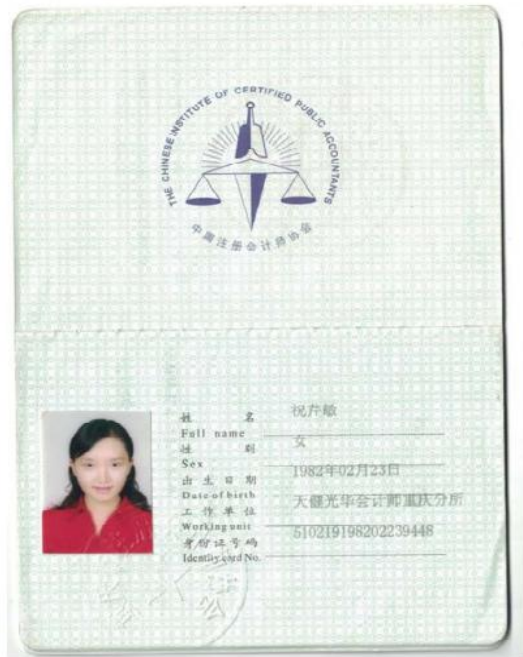 THE CHINESE INSTITUTE OF CERTIFIED PUBLIC ACCOUNTANTS
中国注册会计师协会
姓 名 祝芹敏
Full name
性 别 女
Sex
出生日期 1982年02月23日
Date of birth
工作单位 天健光华会计师重庆分所
Working unit
身份证号码 510219198202239448
Identity card No.